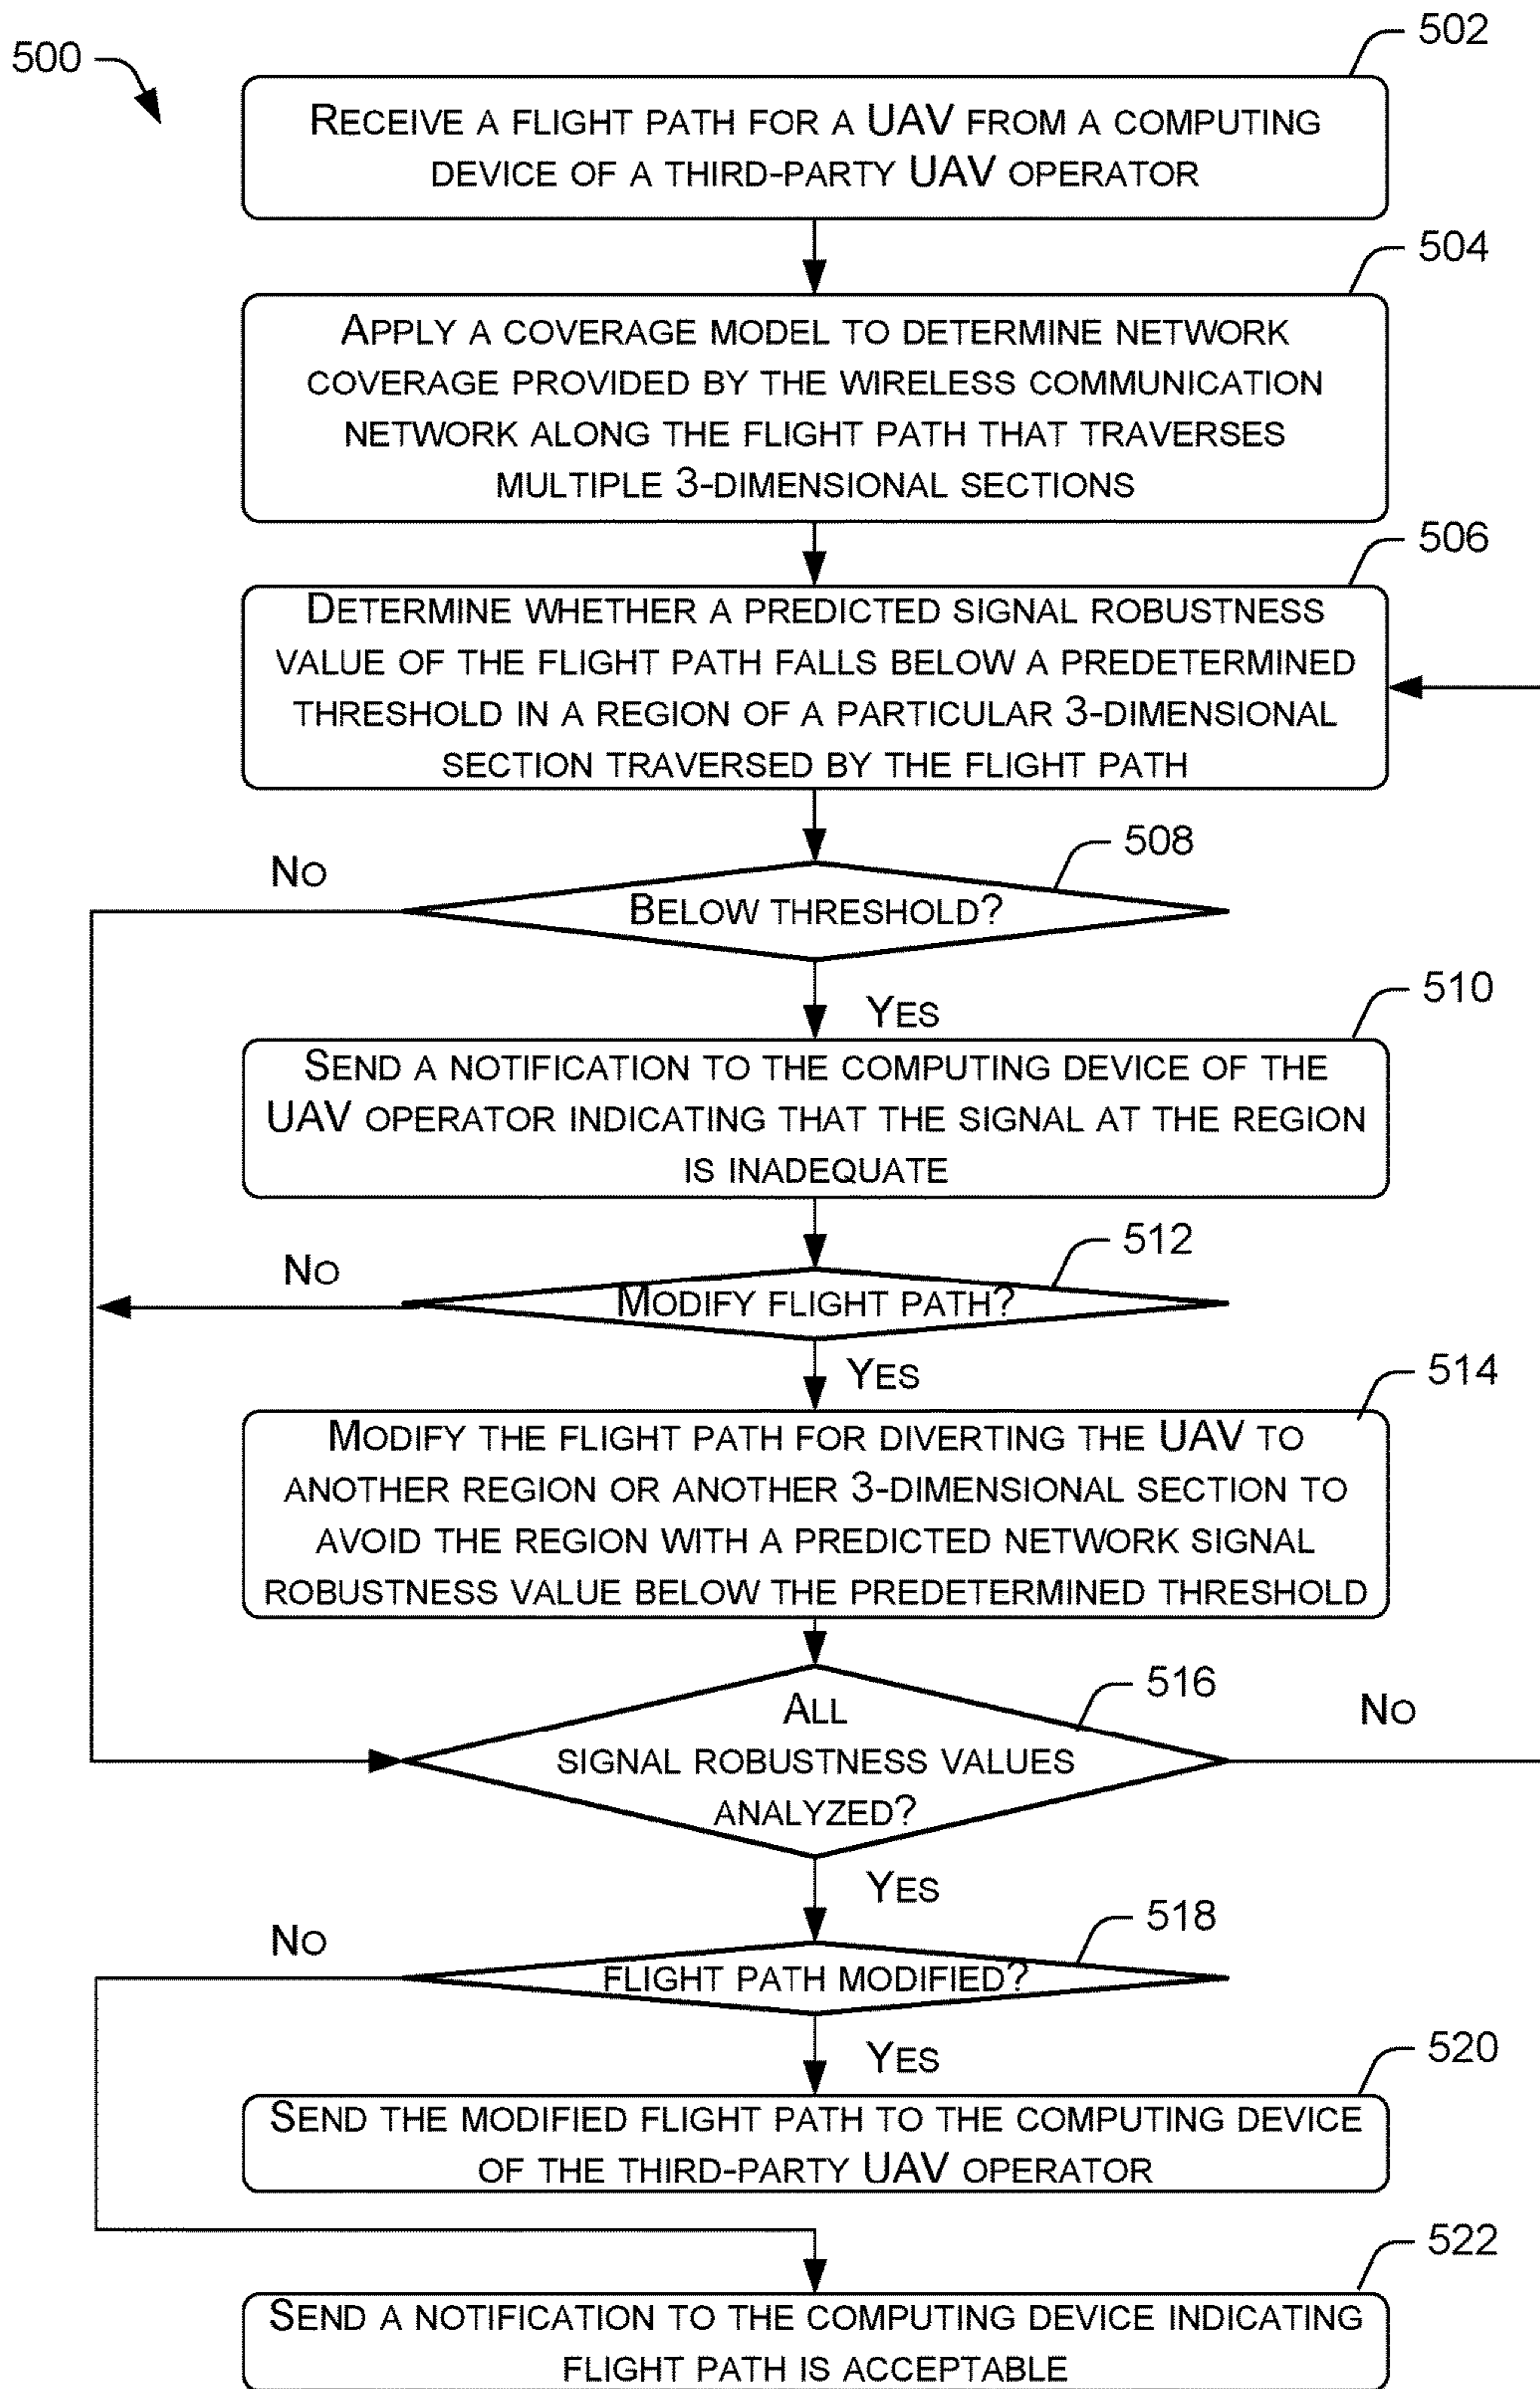 500
502
RECEIVE A FLIGHT PATH FOR A UAV FROM A COMPUTING
DEVICE OF A THIRD-PARTY UAV OPERATOR
504
APPLY A COVERAGE MODEL TO DETERMINE NETWORK
COVERAGE PROVIDED BY THE WIRELESS COMMUNICATION
NETWORK ALONG THE FLIGHT PATH THAT TRAVERSES
MULTIPLE 3-DIMENSIONAL SECTIONS
506
DETERMINE WHETHER A PREDICTED SIGNAL ROBUSTNESS
VALUE OF THE FLIGHT PATH FALLS BELOW A PREDETERMINED
THRESHOLD IN A REGION OF A PARTICULAR 3-DIMENSIONAL
SECTION TRAVERSED BY THE FLIGHT PATH
508
NO
BELOW THRESHOLD?
YES
510
SEND A NOTIFICATION TO THE COMPUTING DEVICE OF THE
UAV OPERATOR INDICATING THAT THE SIGNAL AT THE REGION
IS INADEQUATE
512
NO
MODIFY FLIGHT PATH?
YES
514
MODIFY THE FLIGHT PATH FOR DIVERTING THE UAV TO
ANOTHER REGION OR ANOTHER 3-DIMENSIONAL SECTION TO
AVOID THE REGION WITH A PREDICTED NETWORK SIGNAL
ROBUSTNESS VALUE BELOW THE PREDETERMINED THRESHOLD
516
NO
ALL
SIGNAL ROBUSTNESS VALUES
ANALYZED?
YES
518
NO
FLIGHT PATH MODIFIED?
YES
520
SEND THE MODIFIED FLIGHT PATH TO THE COMPUTING DEVICE
OF THE THIRD-PARTY UAV OPERATOR
522
SEND A NOTIFICATION TO THE COMPUTING DEVICE INDICATING
FLIGHT PATH IS ACCEPTABLE